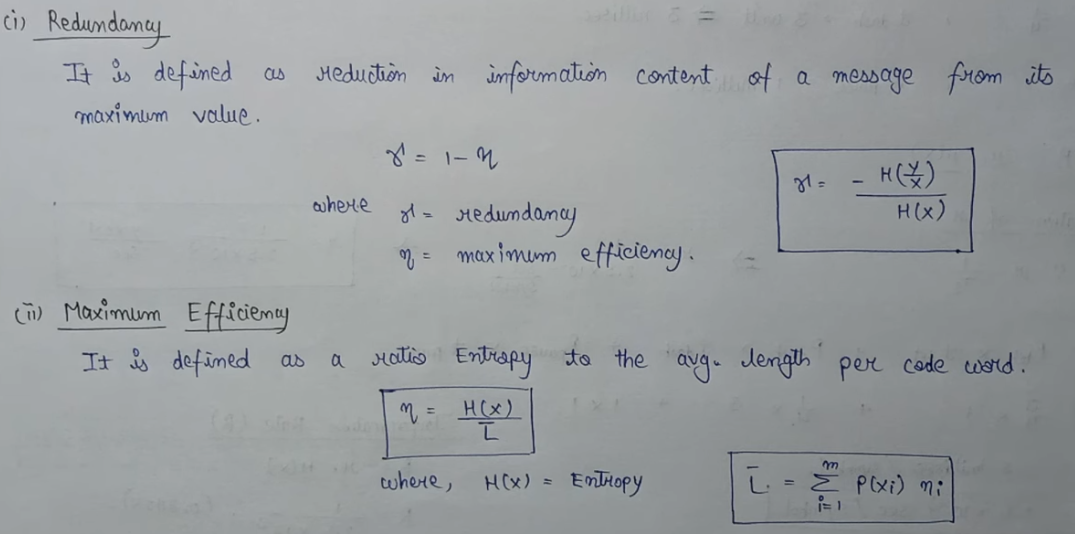 (i) Redundancy
It is defined as reduction in information content of a message from its
maximum value.
r = 1 - η
r = - H(Y/X) / H(X)
where r = redundancy
η = maximum efficiency.
(ii) Maximum Efficiency
It is defined as a ratio Entropy to the avg. length per code word.
η = H(X) / L̅
where, H(X) = Entropy
L̅ = Σ_{i=1}^{m} P(xi) ni